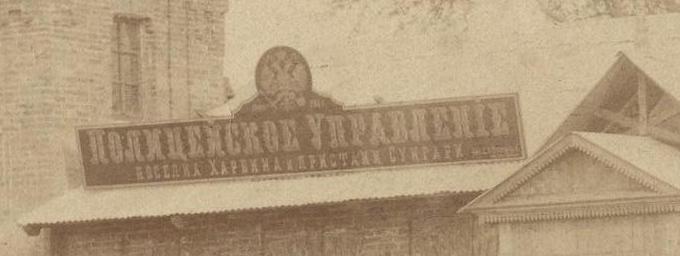 ПОЛИЦЕЙСКОЕ УПРАВЛЕНІЕ
ПОСЕЛКА ХАРБИНА и ПРИСТАНИ СУНГАРИ